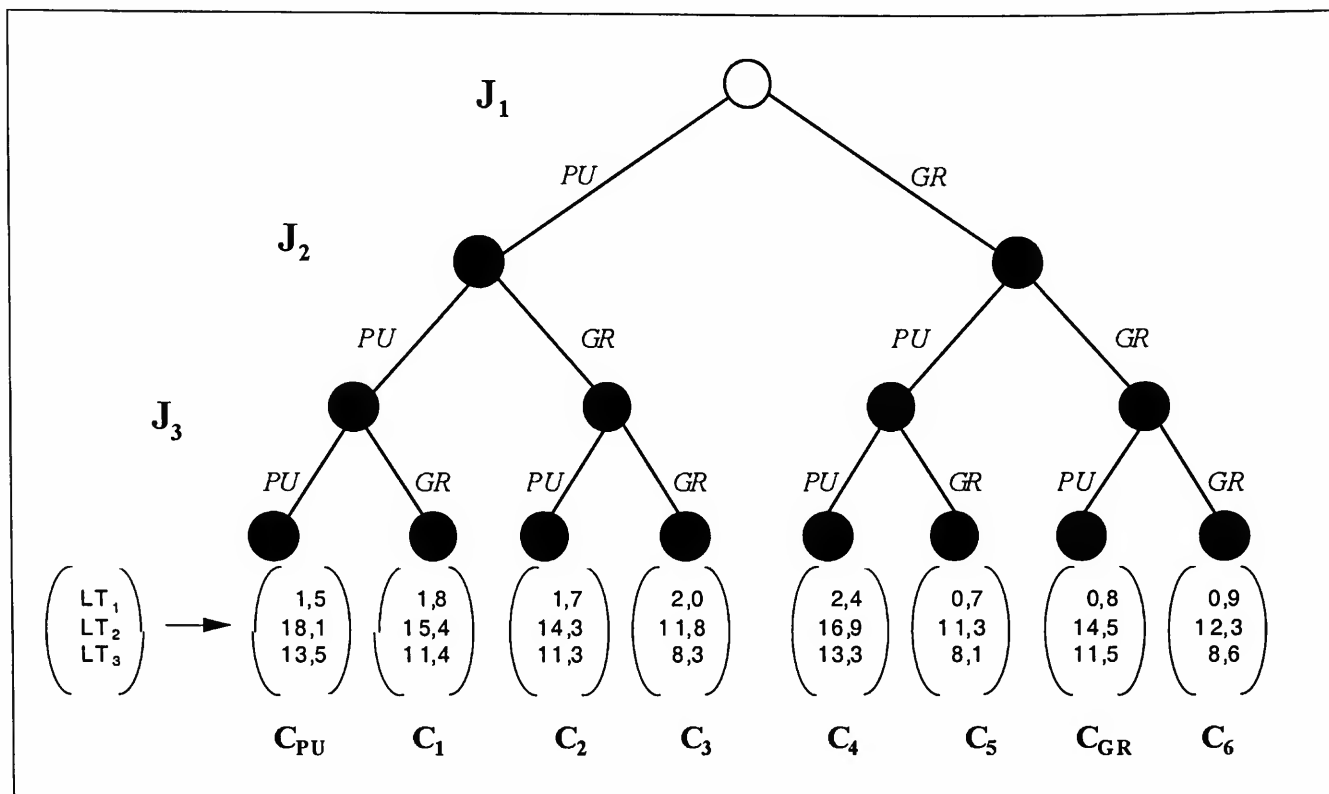 J1
PU GR
J2
PU GR PU GR
J3
PU GR PU GR PU GR PU GR
LT1 1,5 1,8 1,7 2,0 2,4 0,7 0,8 0,9
LT2 18,1 15,4 14,3 11,8 16,9 11,3 14,5 12,3
LT3 13,5 11,4 11,3 8,3 13,3 8,1 11,5 8,6
CPU C1 C2 C3 C4 C5 CGR C6